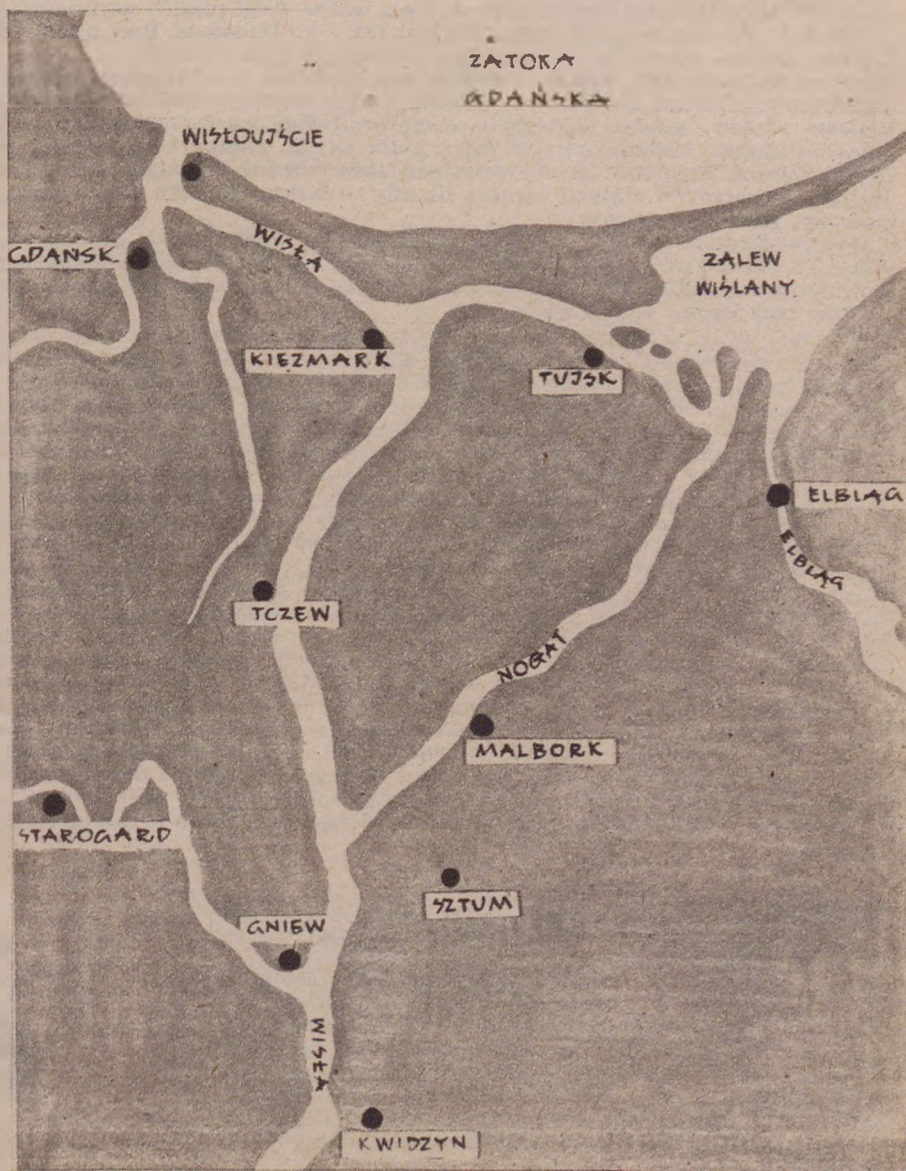 ZATOKA
GDAŃSKA
WISŁOUJŚCIE
WISŁA
GDAŃSK
ZALEW
WIŚLANY
KIEZMARK
TUJSK
ELBLĄG
ELBLĄG
TCZEW
NOGAT
MALBORK
STAROGARD
SZTUM
GNIEW
WISŁA
KWIDZYN